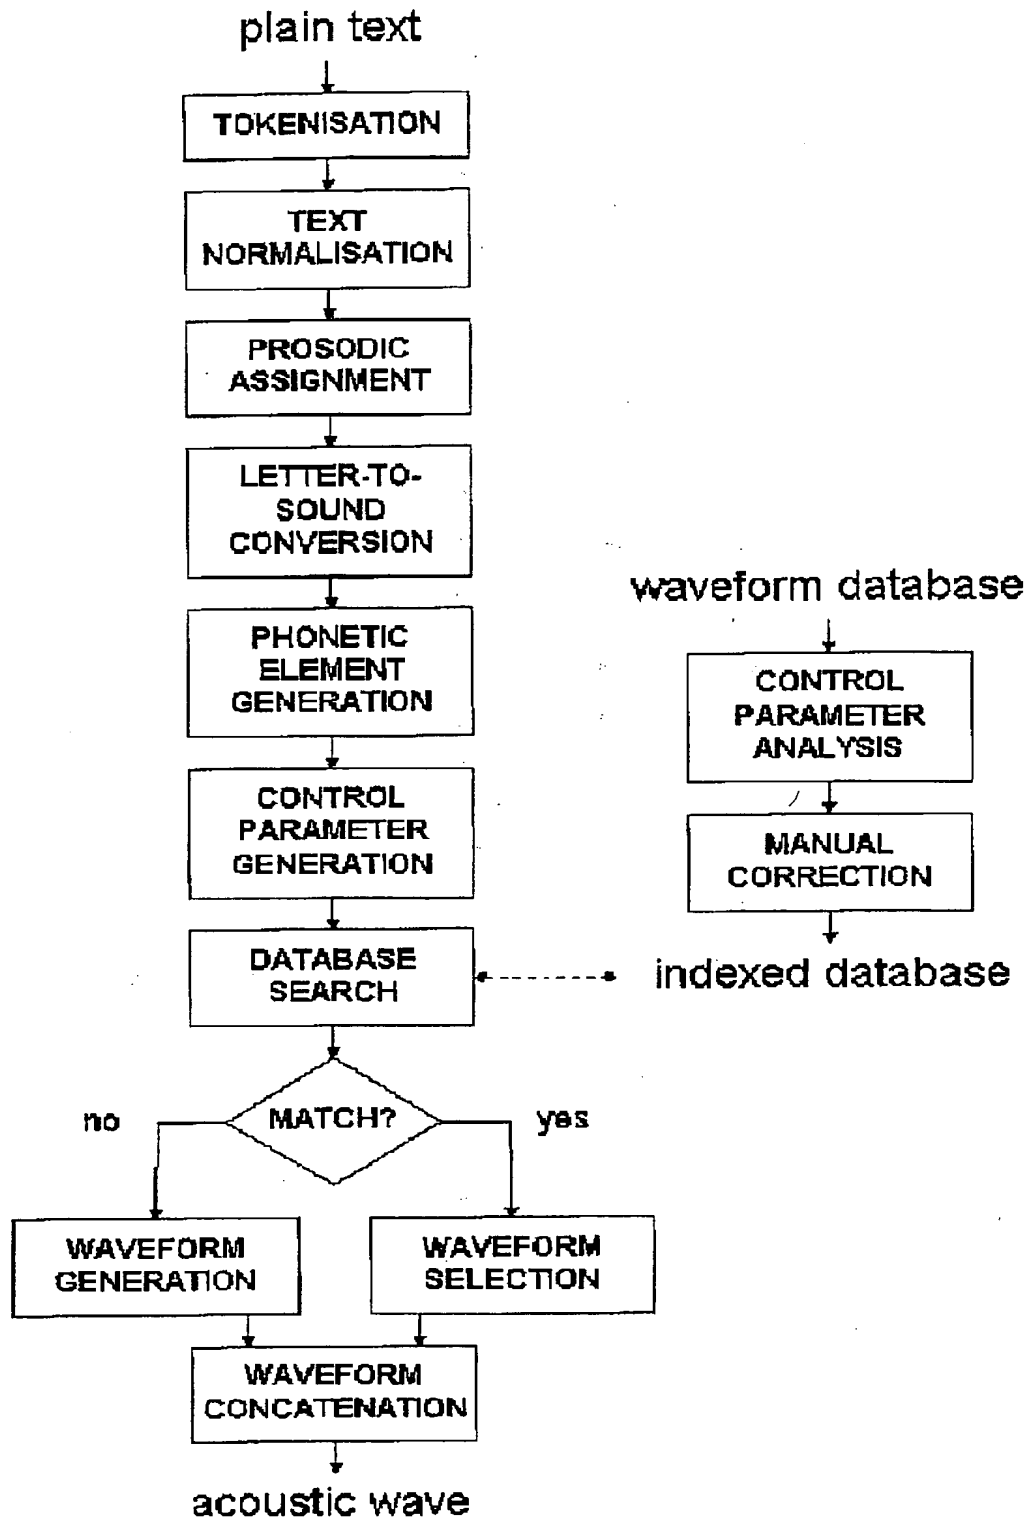 plain text
TOKENISATION
TEXT
NORMALISATION
PROSODIC
ASSIGNMENT
LETTER-TO-
SOUND
CONVERSION
PHONETIC
ELEMENT
GENERATION
CONTROL
PARAMETER
GENERATION
DATABASE
SEARCH
waveform database
CONTROL
PARAMETER
ANALYSIS
MANUAL
CORRECTION
indexed database
MATCH?
no
yes
WAVEFORM
GENERATION
WAVEFORM
SELECTION
WAVEFORM
CONCATENATION
acoustic wave